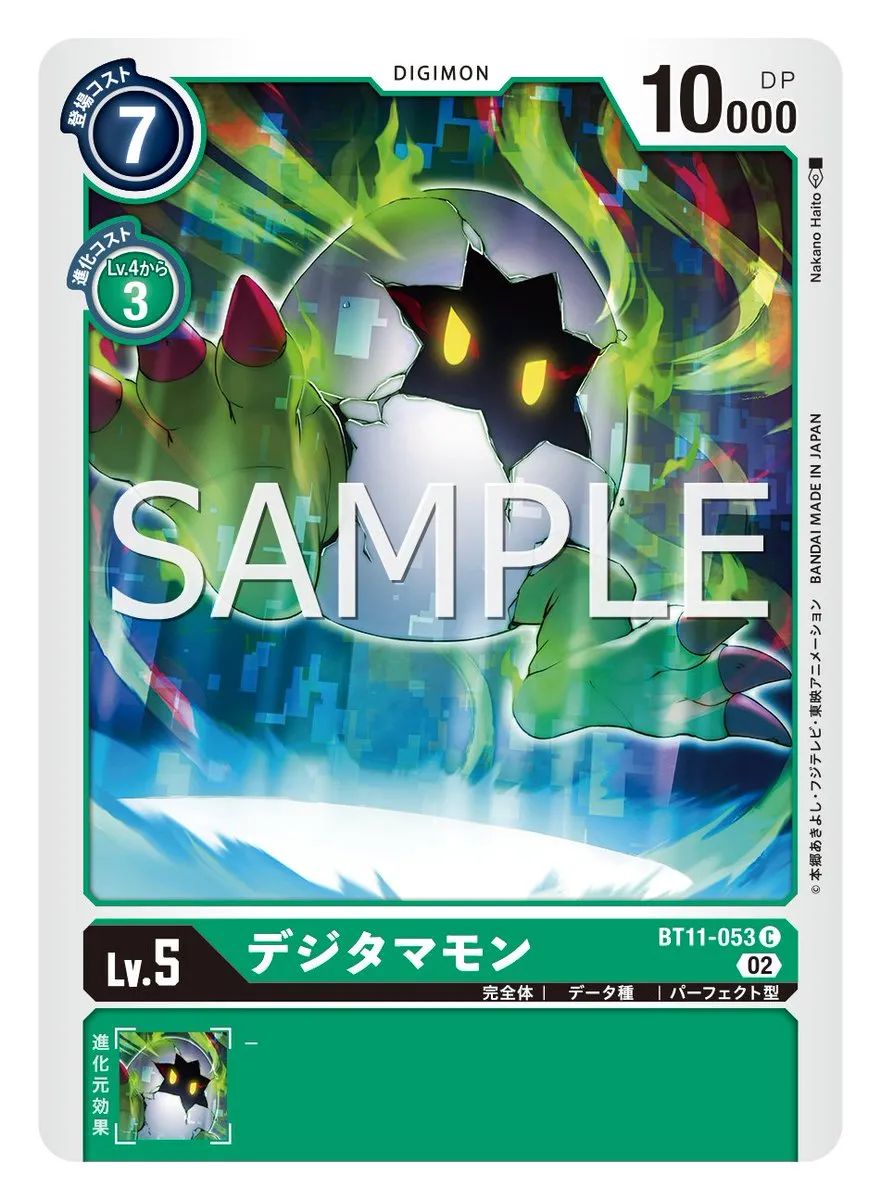 DIGIMON
登場コスト
7
10000
DP
進化コスト
Lv.4から
3
Nakano Haito
SAMPLE
BANDAI MADE IN JAPAN
© 本郷あきよし・フジテレビ・東映アニメーション
Lv.5
デジタマモン
BT11-053 C
02
完全体 | データ種 | パーフェクト型
進化元効果
－